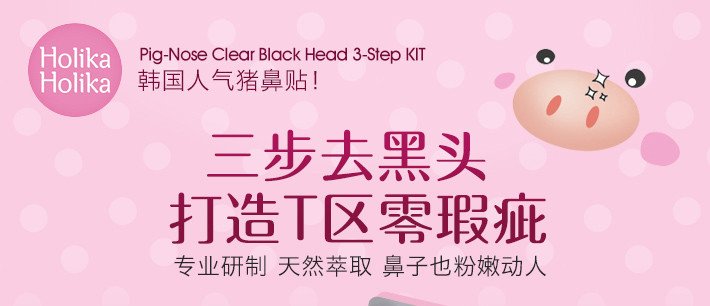 Holika
Holika
Pig-Nose Clear Black Head 3-Step KIT
韩国人气猪鼻贴！
三步去黑头
打造T区零瑕疵
专业研制 天然萃取 鼻子也粉嫩动人